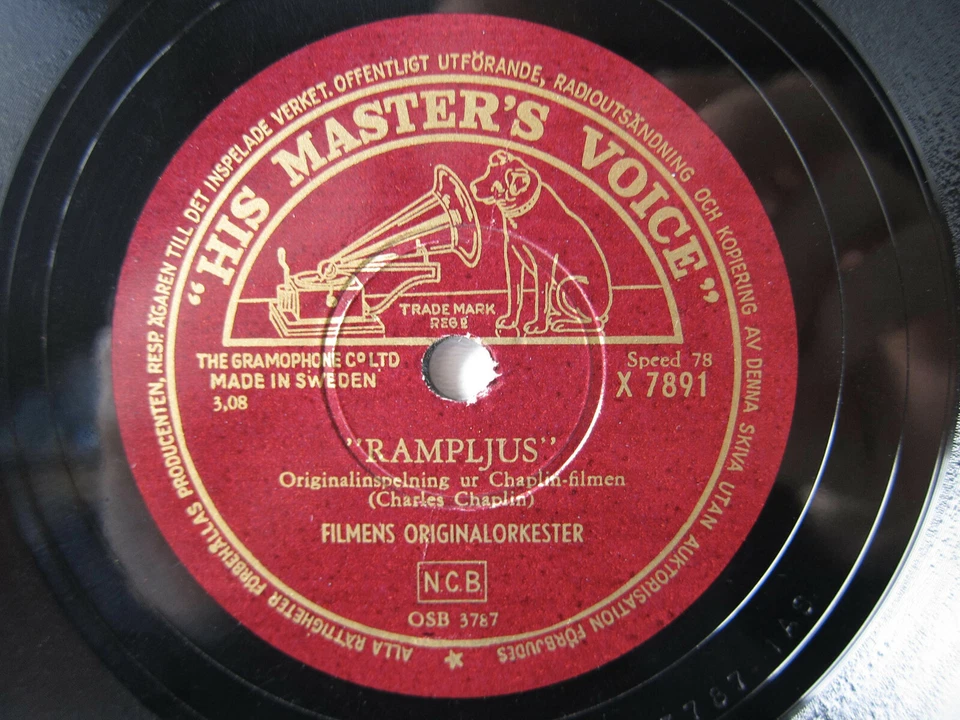 ALLA RÄTTIGHETER FÖRBEHÅLLAS PRODUCENTEN, RESP. ÄGAREN TILL DET INSPELADE VERKET. OFFENTLIGT UTFÖRANDE, RADIOUTSÄNDNING OCH KOPIERING AV DENNA SKIVA UTAN AUKTORISATION FÖRBJUDES
"HIS MASTER'S VOICE"
TRADE MARK
REGD
THE GRAMOPHONE CO LTD
MADE IN SWEDEN
3,08
Speed 78
X 7891
"RAMPLJUS"
Originalinspelning ur Chaplin-filmen
(Charles Chaplin)
FILMENS ORIGINALORKESTER
N.C.B.
OSB 3787